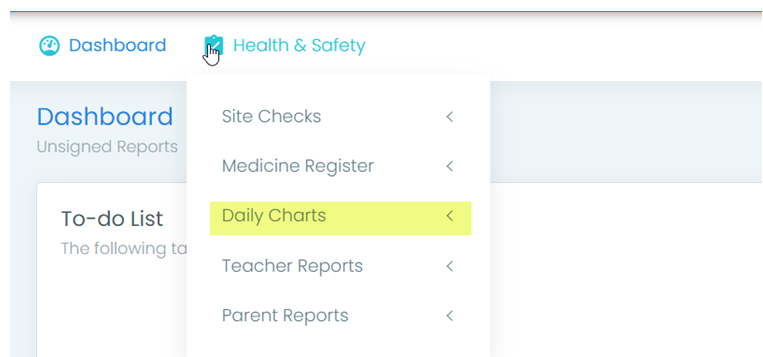 Dashboard
Health & Safety
Dashboard
Unsigned Reports
To-do List
The following ta
Site Checks
Medicine Register
Daily Charts
Teacher Reports
Parent Reports